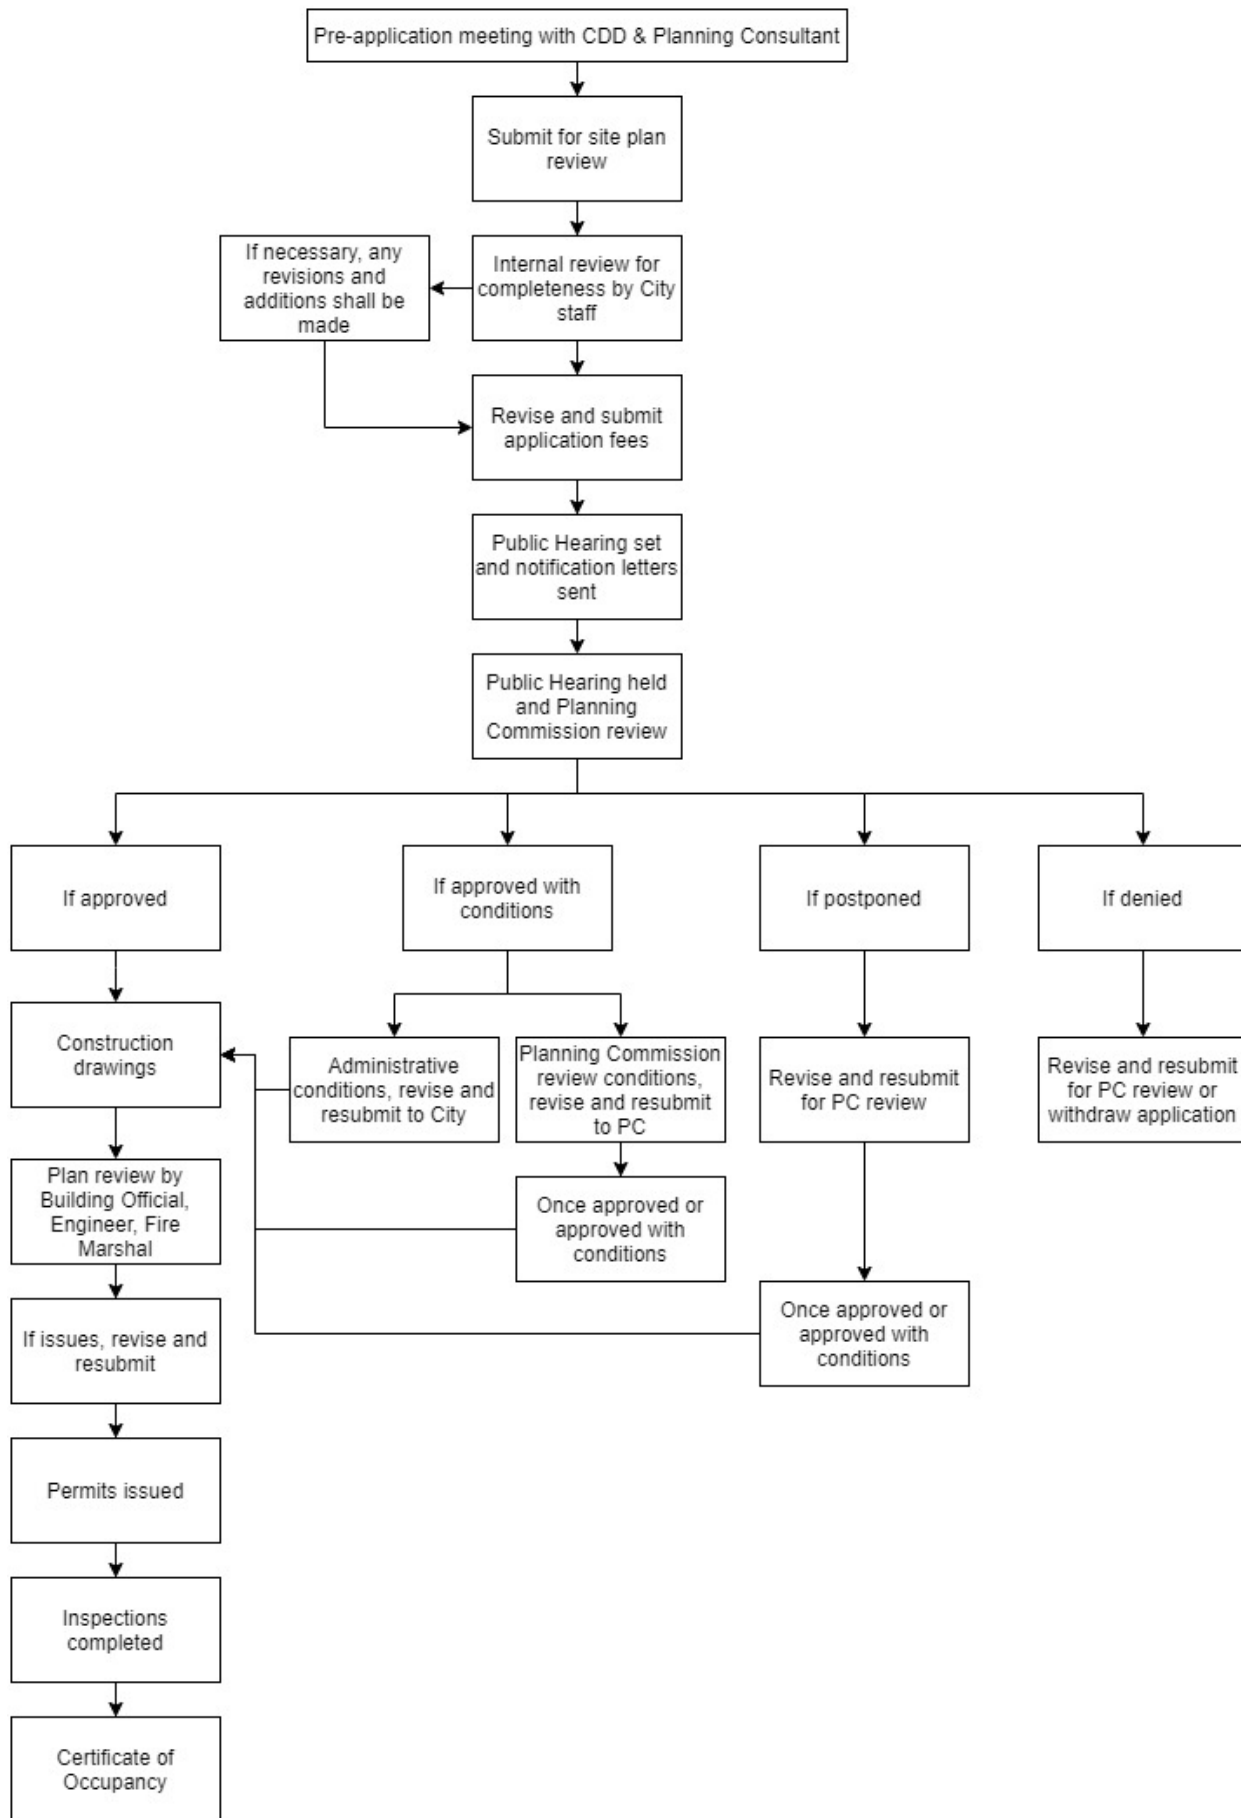 Pre-application meeting with CDD & Planning Consultant
Submit for site plan
review
If necessary, any
revisions and
additions shall be
made
Internal review for
completeness by City
staff
Revise and submit
application fees
Public Hearing set
and notification letters
sent
Public Hearing held
and Planning
Commission review
If approved
If approved with
conditions
If postponed
If denied
Construction
drawings
Administrative
conditions, revise and
resubmit to City
Planning Commission
review conditions,
revise and resubmit
to PC
Revise and resubmit
for PC review
Revise and resubmit
for PC review or
withdraw application
Plan review by
Building Official,
Engineer, Fire
Marshal
Once approved or
approved with
conditions
If issues, revise and
resubmit
Once approved or
approved with
conditions
Permits issued
Inspections
completed
Certificate of
Occupancy